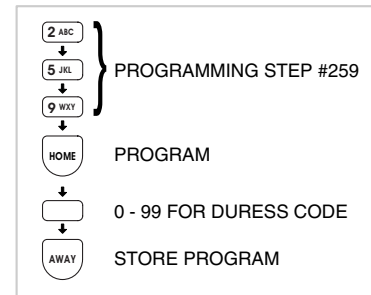 2 ABC
5 JKL
PROGRAMMING STEP #259
9 WXY
HOME PROGRAM
0 - 99 FOR DURESS CODE
AWAY STORE PROGRAM